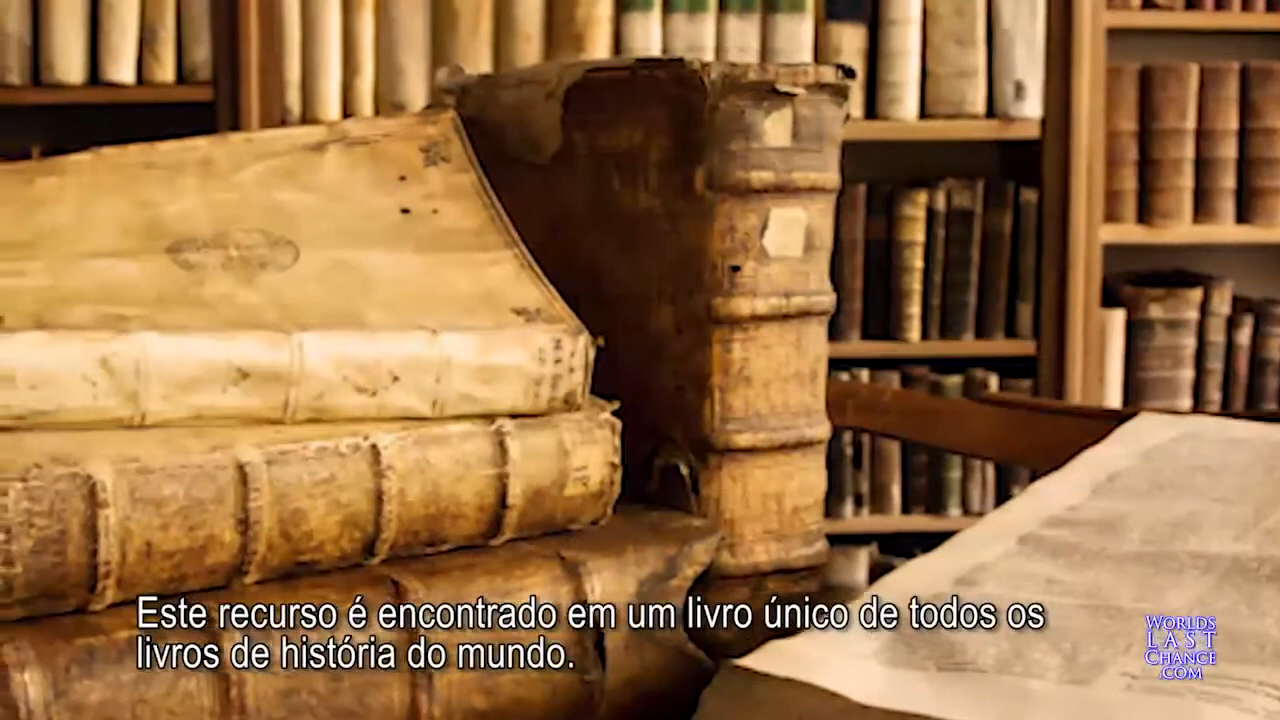 Este recurso é encontrado em um livro único de todos os
livros de história do mundo.
WORLDS
LAST
CHANCE
.COM